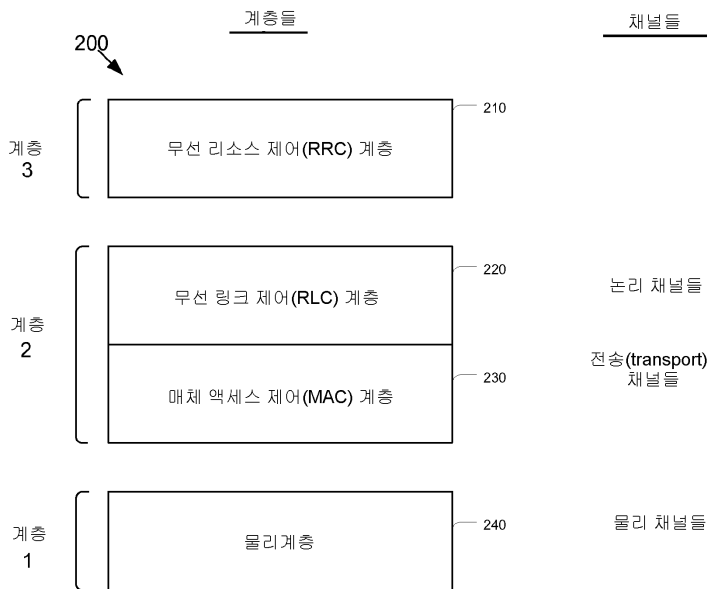 계층들
채널들
200
210
무선 리소스 제어(RRC) 계층
계층
3
220
무선 링크 제어(RLC) 계층
논리 채널들
계층
2
전송(transport)
채널들
230
매체 액세스 제어(MAC) 계층
240
물리 채널들
계층
1
물리계층